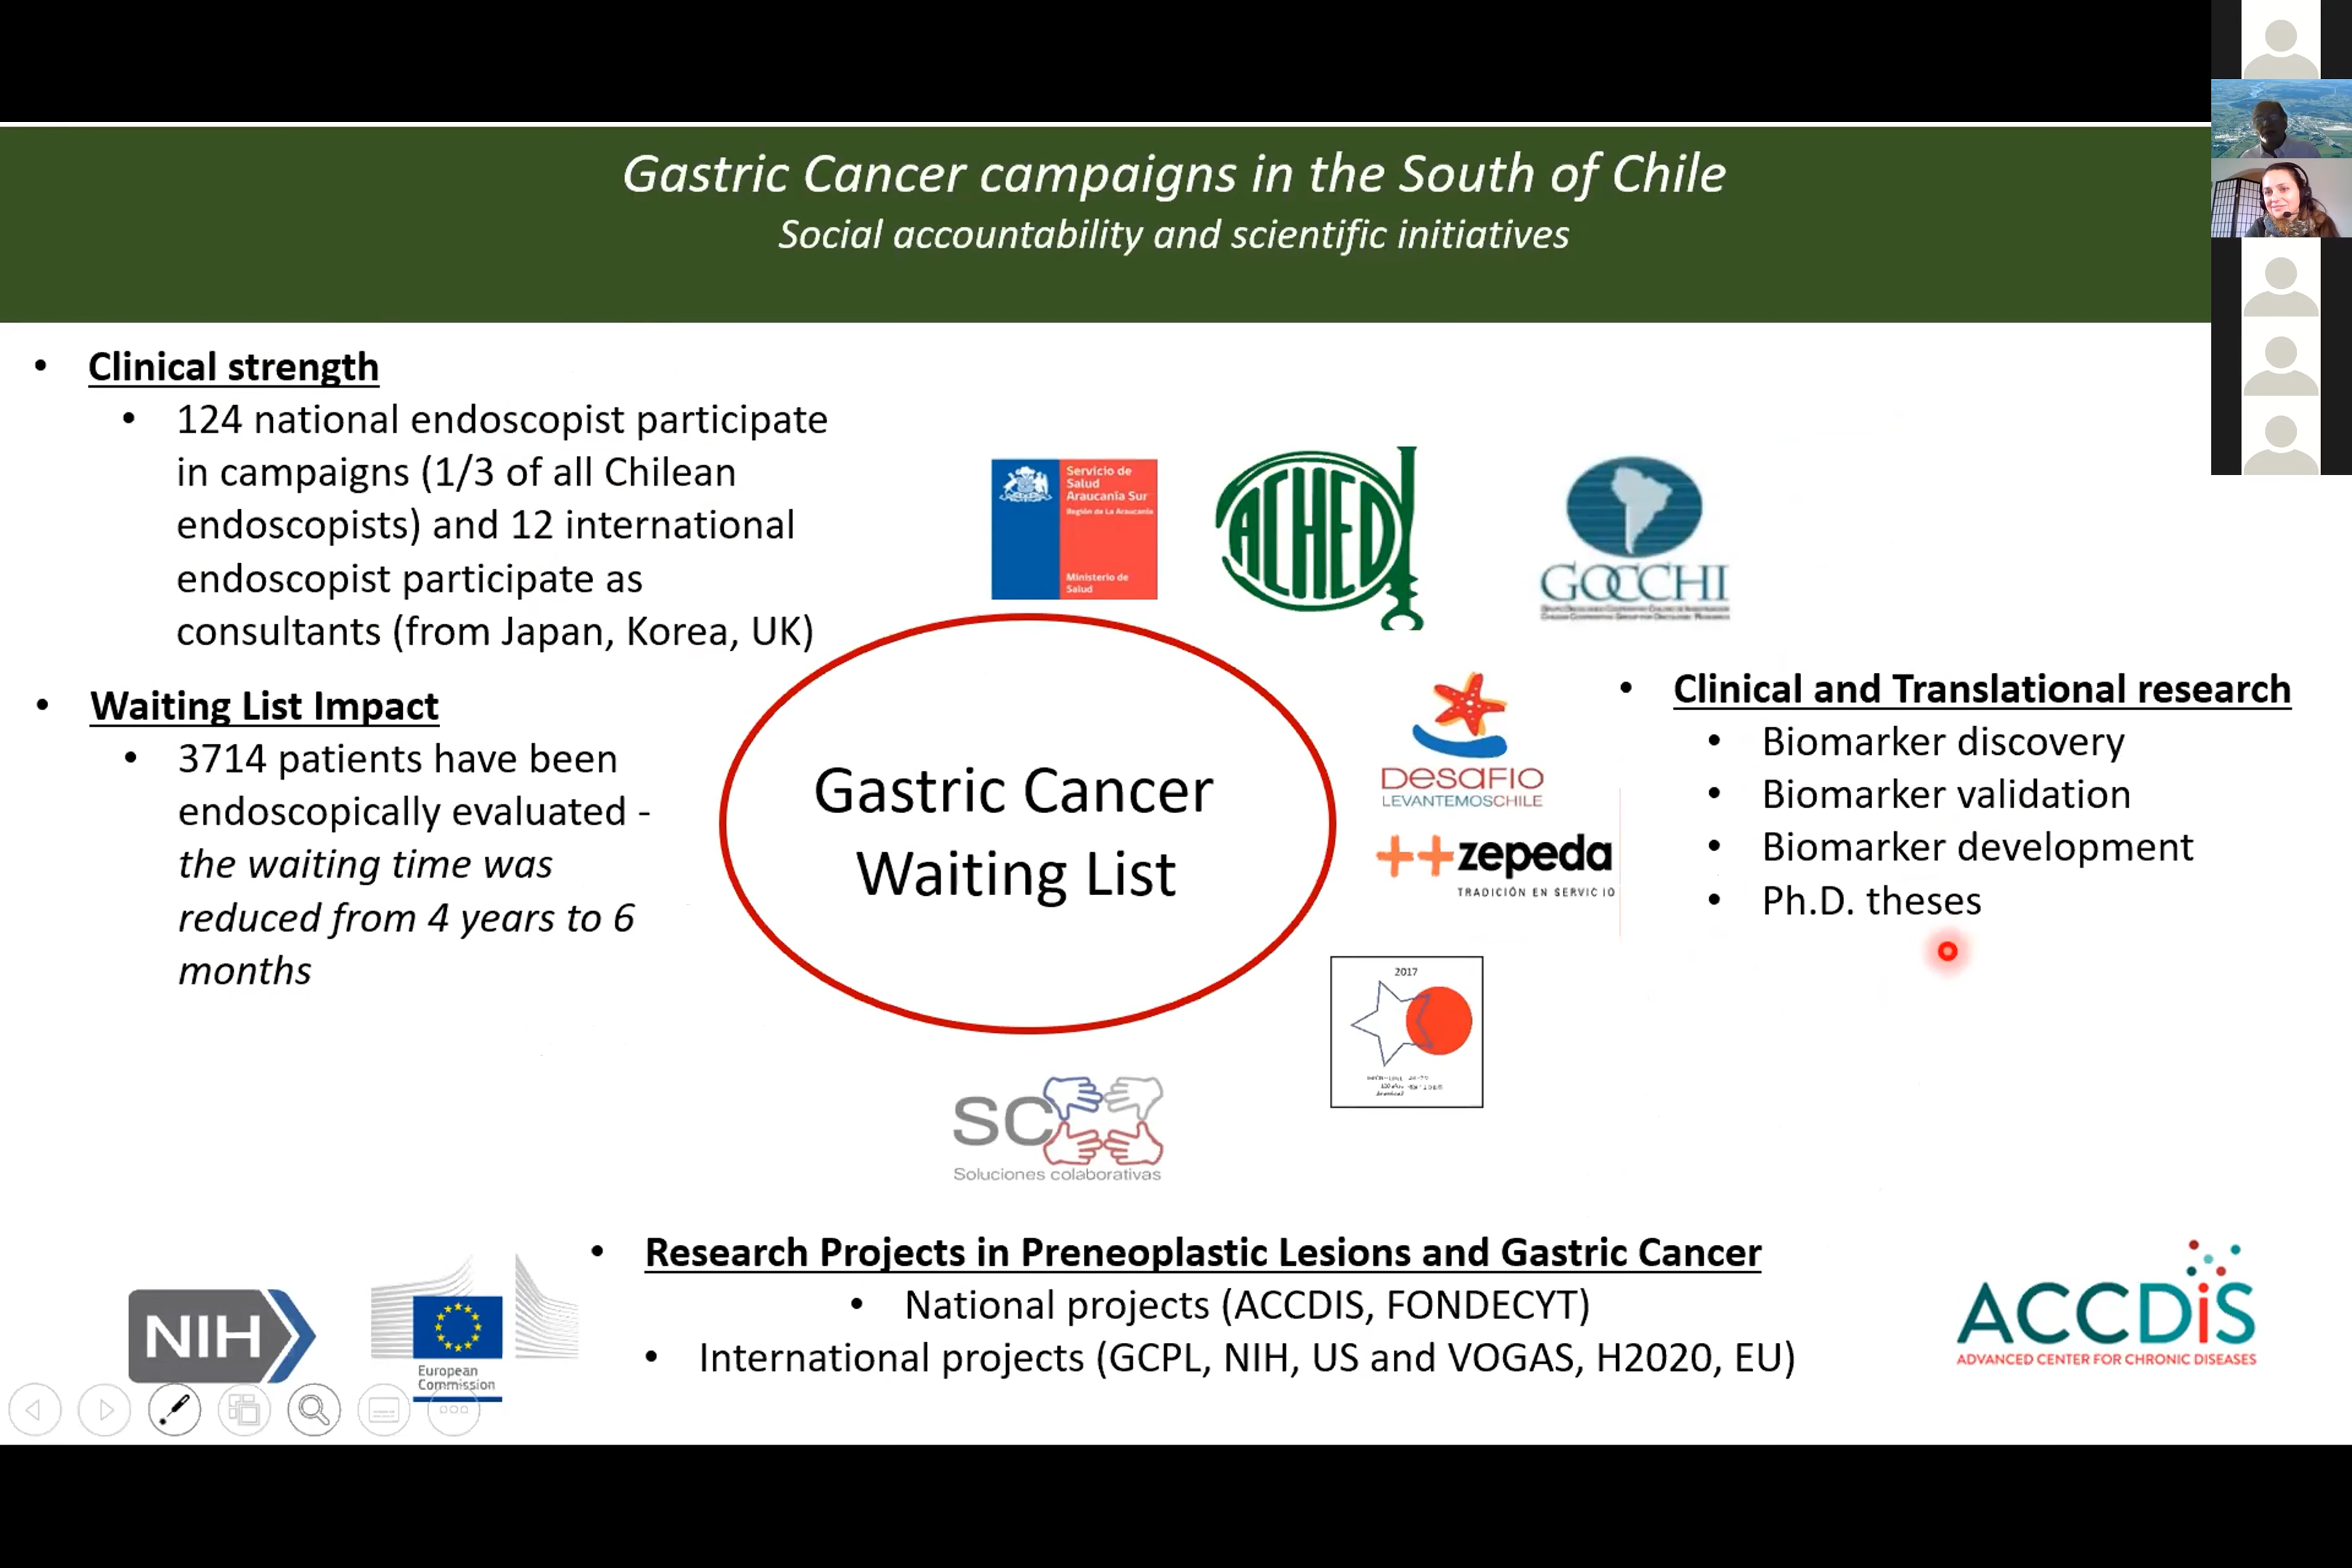 Gastric Cancer campaigns in the South of Chile
Social accountability and scientific initiatives
• Clinical strength
• 124 national endoscopist participate
in campaigns (1/3 of all Chilean
endoscopists) and 12 international
endoscopist participate as
consultants (from Japan, Korea, UK)
• Waiting List Impact
• 3714 patients have been
endoscopically evaluated -
the waiting time was
reduced from 4 years to 6
months
Servicio de
Salud
Araucanía Sur
Región de La Araucanía
Ministerio de
Salud
ACHED
GOCCHI
Gastric Cancer
Waiting List
DESAFIO
LEVANTEMOSCHILE
++zepeda
TRADICIÓN EN SERVICIO
2017
SC
Soluciones colaborativas
• Clinical and Translational research
• Biomarker discovery
• Biomarker validation
• Biomarker development
• Ph.D. theses
• Research Projects in Preneoplastic Lesions and Gastric Cancer
• National projects (ACCDIS, FONDECYT)
• International projects (GCPL, NIH, US and VOGAS, H2020, EU)
NIH
European
Commission
ACCDiS
ADVANCED CENTER FOR CHRONIC DISEASES